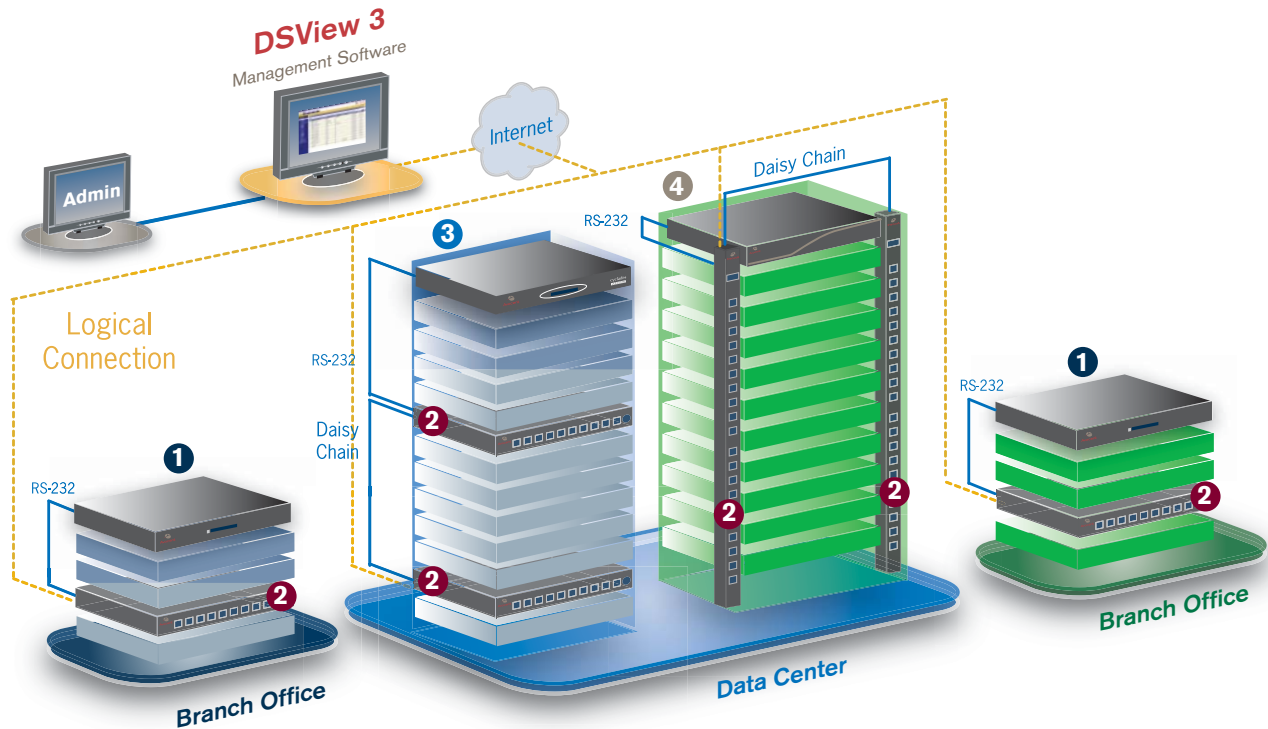 DSView 3
Management Software
Internet
Admin
Daisy Chain
4
RS-232
3
Logical
Connection
RS-232
1
RS-232
2
Daisy
Chain
1
RS-232
2
2
2
2
2
Branch Office
Data Center
Branch Office